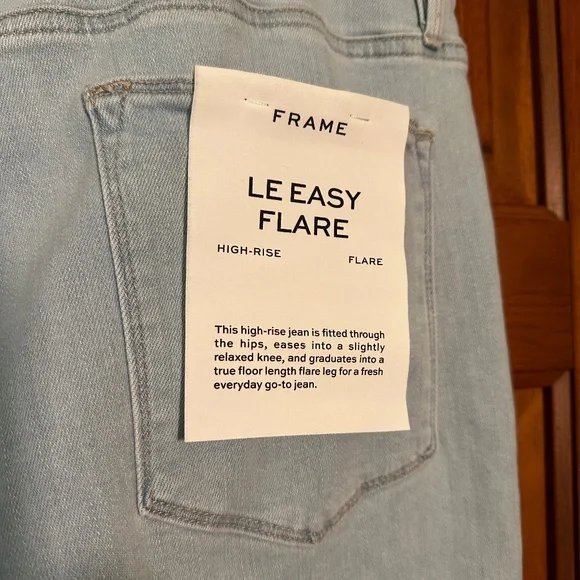 FRAME
LE EASY
FLARE
HIGH-RISE FLARE
This high-rise jean is fitted through
the hips, eases into a slightly
relaxed knee, and graduates into a
true floor length flare leg for a fresh
everyday go-to jean.